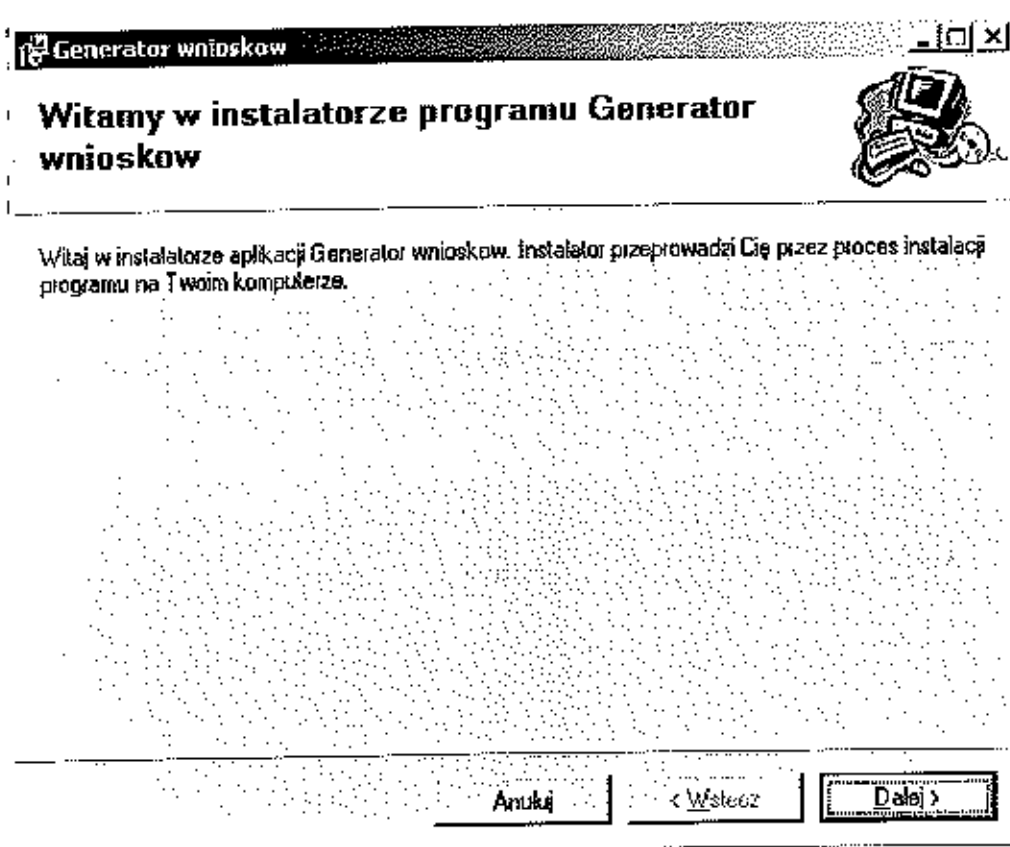 Generator wnioskow
Witamy w instalatorze programu Generator
wnioskow
Witaj w instalatorze aplikacji Generator wnioskow. Instalator przeprowadzi Cię przez proces instalacji
programu na Twoim komputerze.
Anuluj
< Wstecz
Dalej >